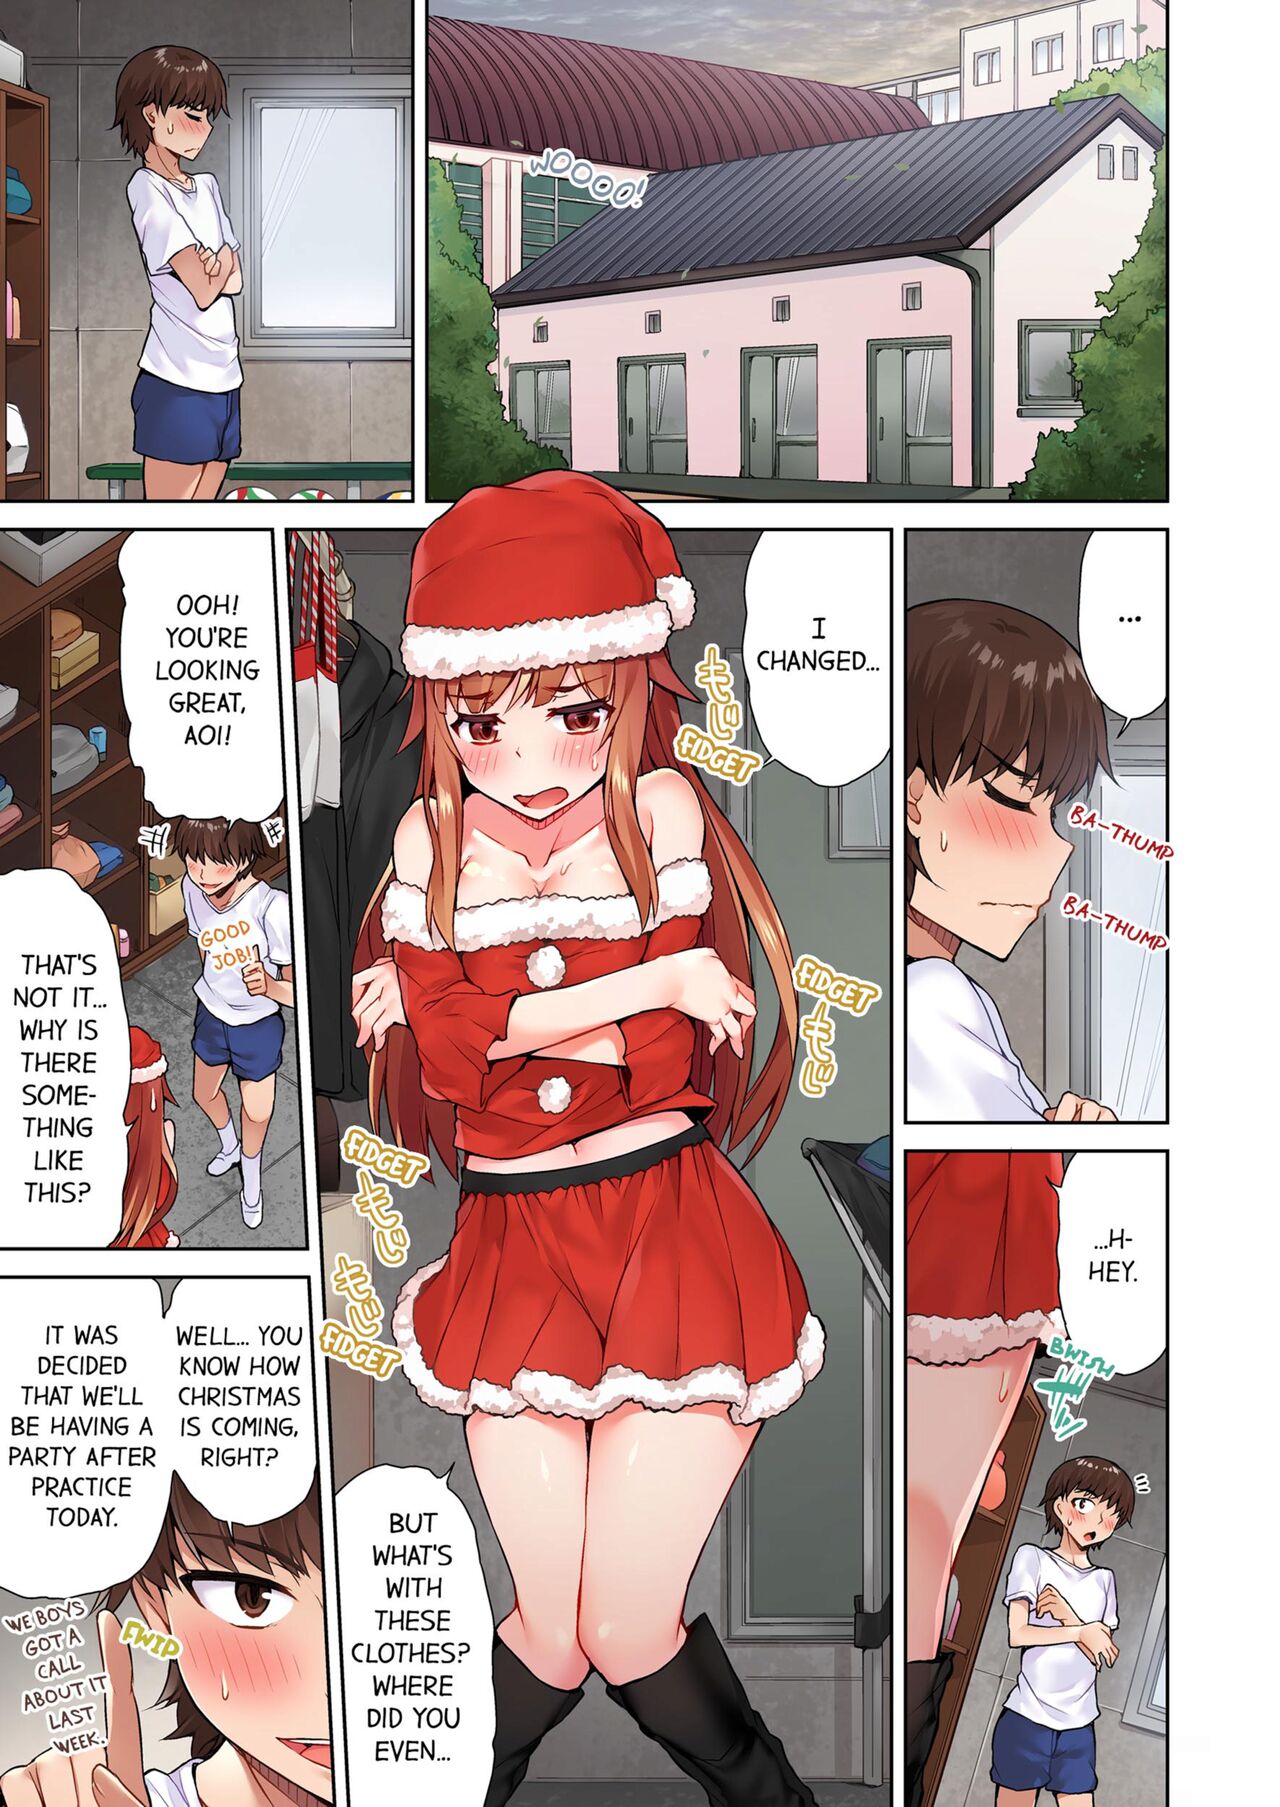 WOOOO!
...
BA-THUMP
BA-THUMP
...H-
HEY.
BWISH
I
CHANGED...
もじ
FIDGET
FIDGET
もじ
FIDGET
もじ
もじ
FIDGET
BUT
WHAT'S
WITH
THESE
CLOTHES?
WHERE
DID YOU
EVEN...
OOH!
YOU'RE
LOOKING
GREAT,
AOI!
GOOD
JOB!
THAT'S
NOT IT...
WHY IS
THERE
SOME-
THING
LIKE
THIS?
WELL... YOU
KNOW HOW
CHRISTMAS
IS COMING,
RIGHT?
IT WAS
DECIDED
THAT WE'LL
BE HAVING A
PARTY AFTER
PRACTICE
TODAY.
FWIP
WE BOYS
GOT A
CALL
ABOUT IT
LAST
WEEK.